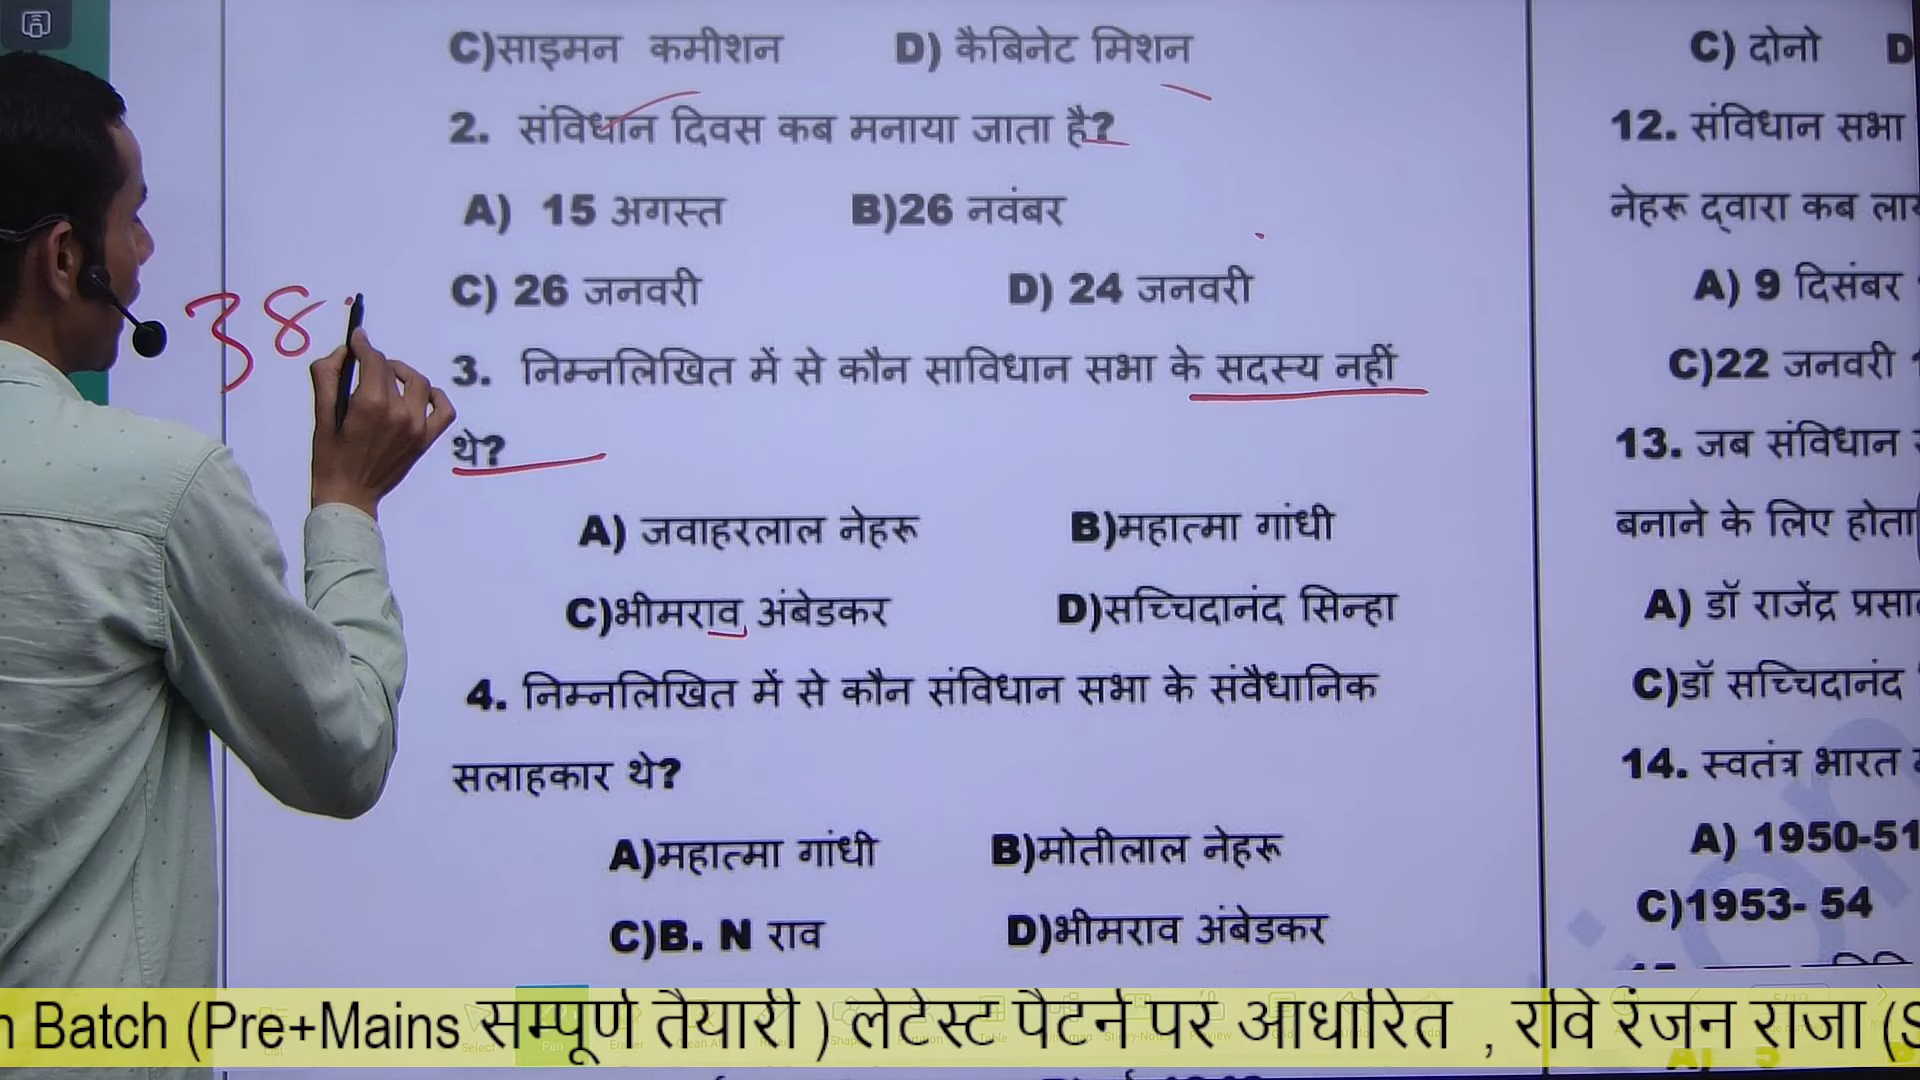 C)साइमन कमीशन D) कैबिनेट मिशन
2. संविधान दिवस कब मनाया जाता है?
A) 15 अगस्त B)26 नवंबर
C) 26 जनवरी D) 24 जनवरी
38
3. निम्नलिखित में से कौन साविधान सभा के सदस्य नहीं
थे?
A) जवाहरलाल नेहरू B)महात्मा गांधी
C)भीमराव अंबेडकर D)सच्चिदानंद सिन्हा
4. निम्नलिखित में से कौन संविधान सभा के संवैधानिक
सलाहकार थे?
A)महात्मा गांधी B)मोतीलाल नेहरू
C)B. N राव D)भीमराव अंबेडकर
C) दोनो D
12. संविधान सभा
नेहरू द्वारा कब
A) 9 दिसंबर
C)22 जनवरी
13. जब संविधान
बनाने के लिए होता
A) डॉ राजेंद्र
C)डॉ सच्चिदानंद
14. स्वतंत्र भारत
A) 1950-51
C)1953- 54
Batch (Pre+Mains सम्पूर्ण तैयारी ) लेटेस्ट पैटर्न पर आधारित , रवि रंजन राजा (S